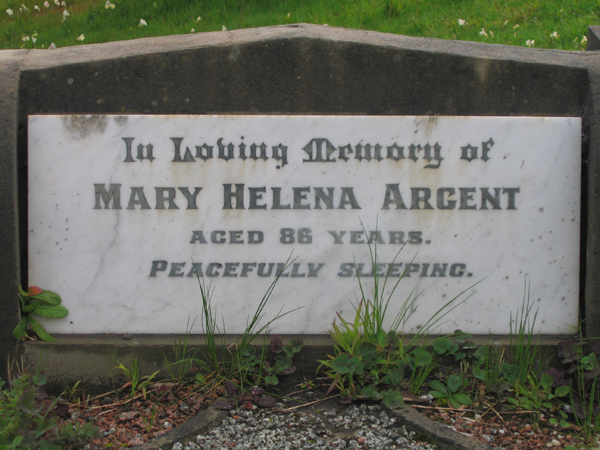 In Loving Memory of
MARY HELENA ARGENT
AGED 86 YEARS.
PEACEFULLY SLEEPING.